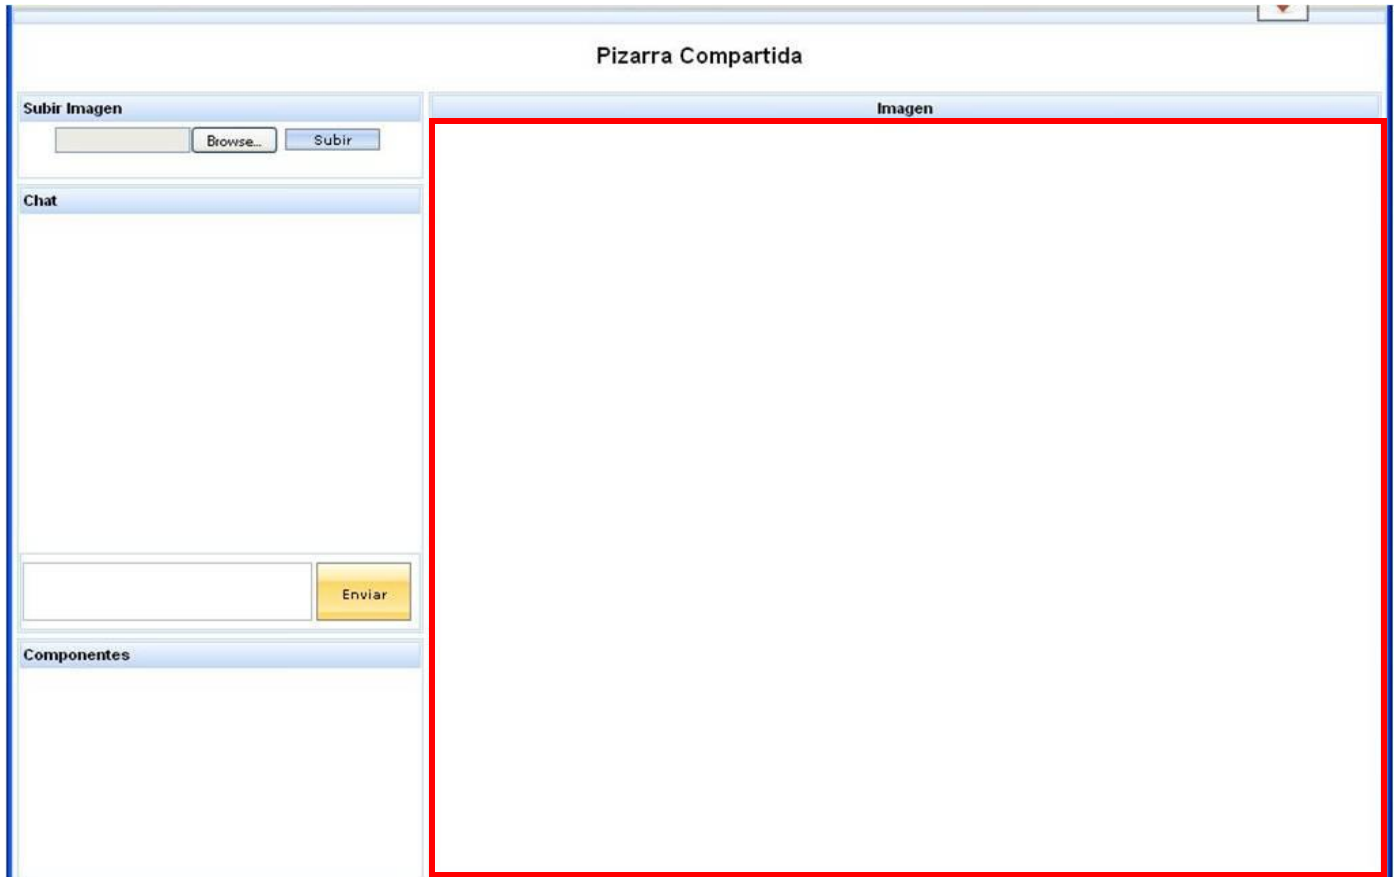 Pizarra Compartida
Subir Imagen
Browse...
Subir
Chat
Enviar
Componentes
Imagen